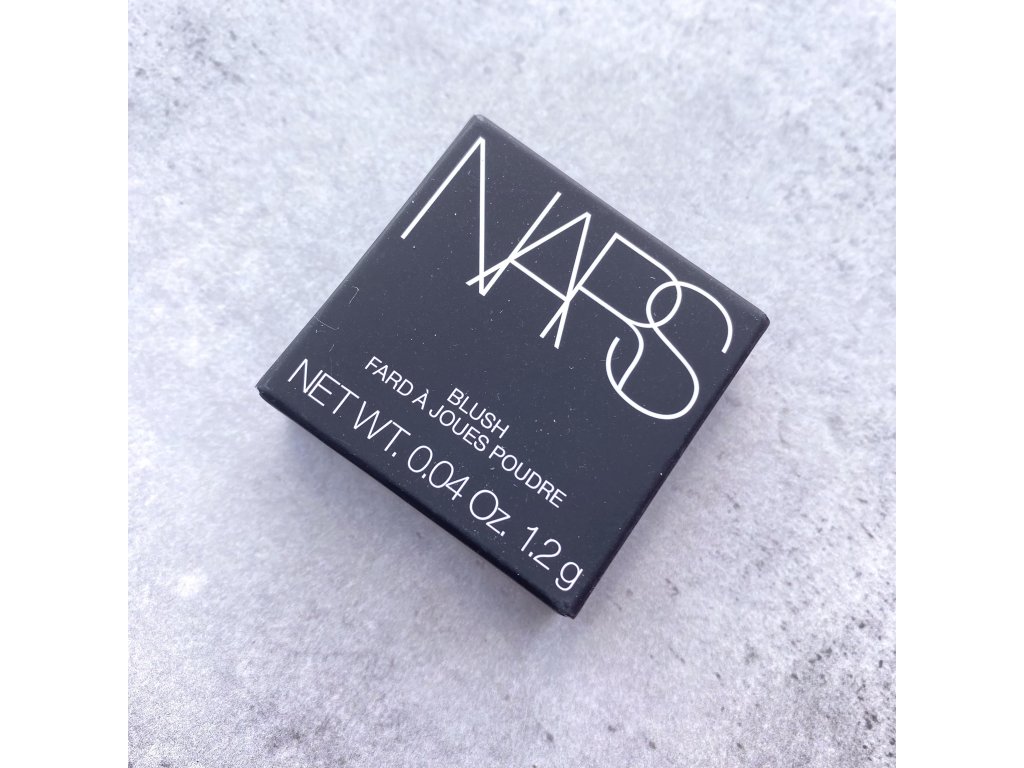 NARS
BLUSH
FARD À JOUES POUDRE
NET WT. 0.04 Oz. 1.2 g